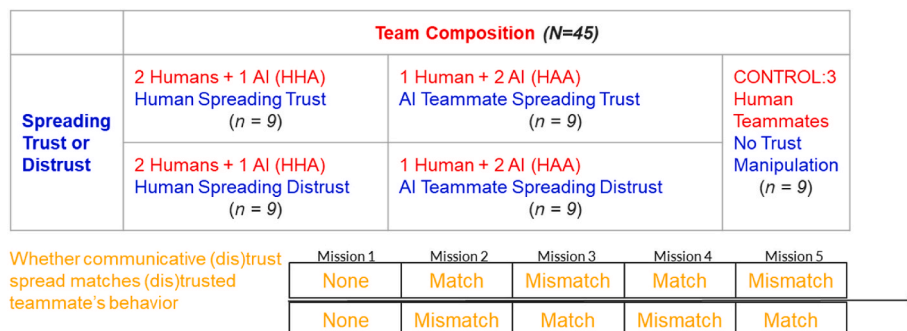 Team Composition (N=45)
Spreading
Trust or
Distrust
2 Humans + 1 AI (HHA)
Human Spreading Trust
(n = 9)
1 Human + 2 AI (HAA)
AI Teammate Spreading Trust
(n = 9)
CONTROL:3
Human
Teammates
No Trust
Manipulation
(n = 9)
2 Humans + 1 AI (HHA)
Human Spreading Distrust
(n = 9)
1 Human + 2 AI (HAA)
AI Teammate Spreading Distrust
(n = 9)
Whether communicative (dis)trust
spread matches (dis)trusted
teammate's behavior
Mission 1 Mission 2 Mission 3 Mission 4 Mission 5
None Match Mismatch Match Mismatch
None Mismatch Match Mismatch Match